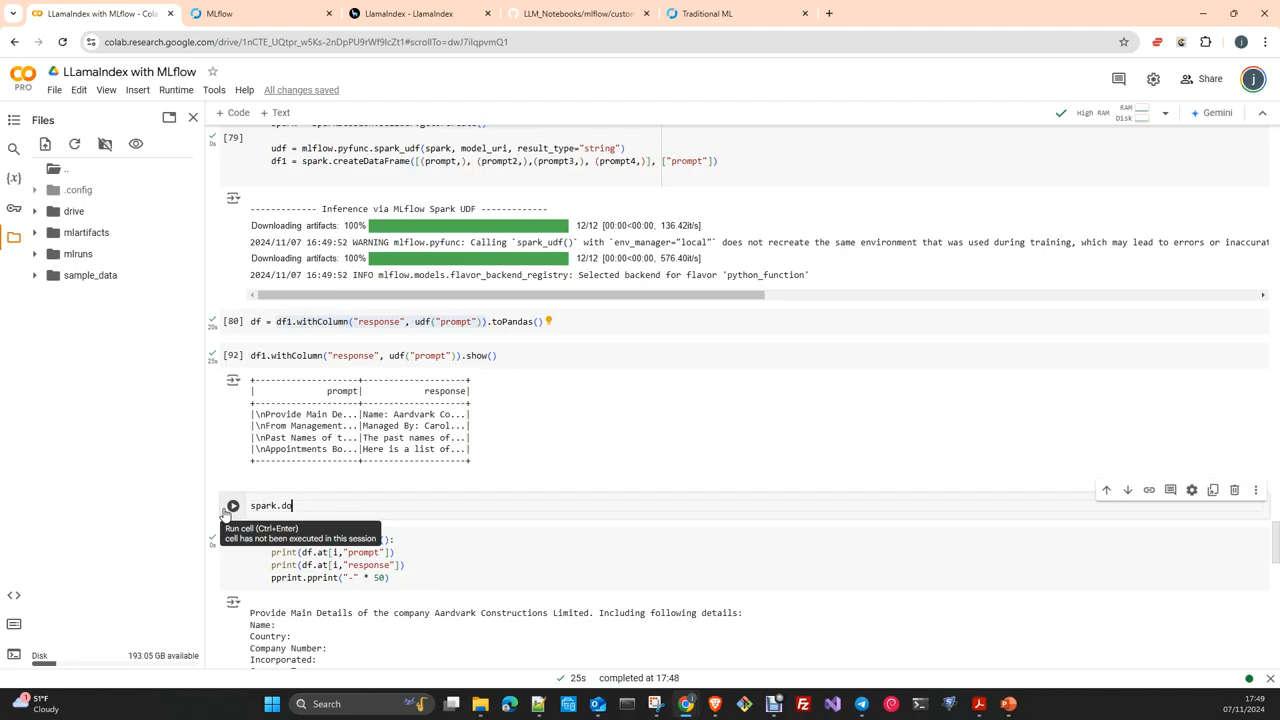 LLamaIndex with MLflow - Cola
MLflow
LlamaIndex - LlamaIndex
LLM_Notebooks/mlflow/custom
Traditional ML
colab.research.google.com/drive/1nCTE_UQtpr_w5Ks-2nDpPU9rWf9lcZt1#scrollTo=dwJ7ilqpvmQ1
j
CO
PRO
LLamaIndex with MLflow
File Edit View Insert Runtime Tools Help All changes saved
Share
j
Files
+ Code + Text
High RAM
RAM
Disk
Gemini
..
.config
drive
mlartifacts
mlruns
sample_data
{x}
[79]
0s
udf = mlflow.pyfunc.spark_udf(spark, model_uri, result_type="string")
df1 = spark.createDataFrame([(prompt,), (prompt2,),(prompt3,), (prompt4,)], ["prompt"])
------------ Inference via MLflow Spark UDF -------------
Downloading artifacts: 100% 12/12 [00:00<00:00, 136.42it/s]
2024/11/07 16:49:52 WARNING mlflow.pyfunc: Calling `spark_udf()` with `env_manager="local"` does not recreate the same environment that was used during training, which may lead to errors or inaccurat
Downloading artifacts: 100% 12/12 [00:00<00:00, 576.40it/s]
2024/11/07 16:49:52 INFO mlflow.models.flavor_backend_registry: Selected backend for flavor 'python_function'
[80] df = df1.withColumn("response", udf("prompt")).toPandas()
20s
[92] df1.withColumn("response", udf("prompt")).show()
25s
+--------------------+--------------------+
| prompt| response|
+--------------------+--------------------+
|\nProvide Main De...|Name: Aardvark Co...|
|\nFrom Management...|Managed By: Carol...|
|\nPast Names of t...|The past names of...|
|\nAppointments Bo...|Here is a list of...|
+--------------------+--------------------+
spark.do
Run cell (Ctrl+Enter)
cell has not been executed in this session
0s
):
print(df.at[i,"prompt"])
print(df.at[i,"response"])
pprint.pprint("-" * 50)
Provide Main Details of the company Aardvark Constructions Limited. Including following details:
Name:
Country:
Company Number:
Incorporated:
Disk 193.05 GB available
25s completed at 17:48
51°F
Cloudy
Search
17:49
07/11/2024